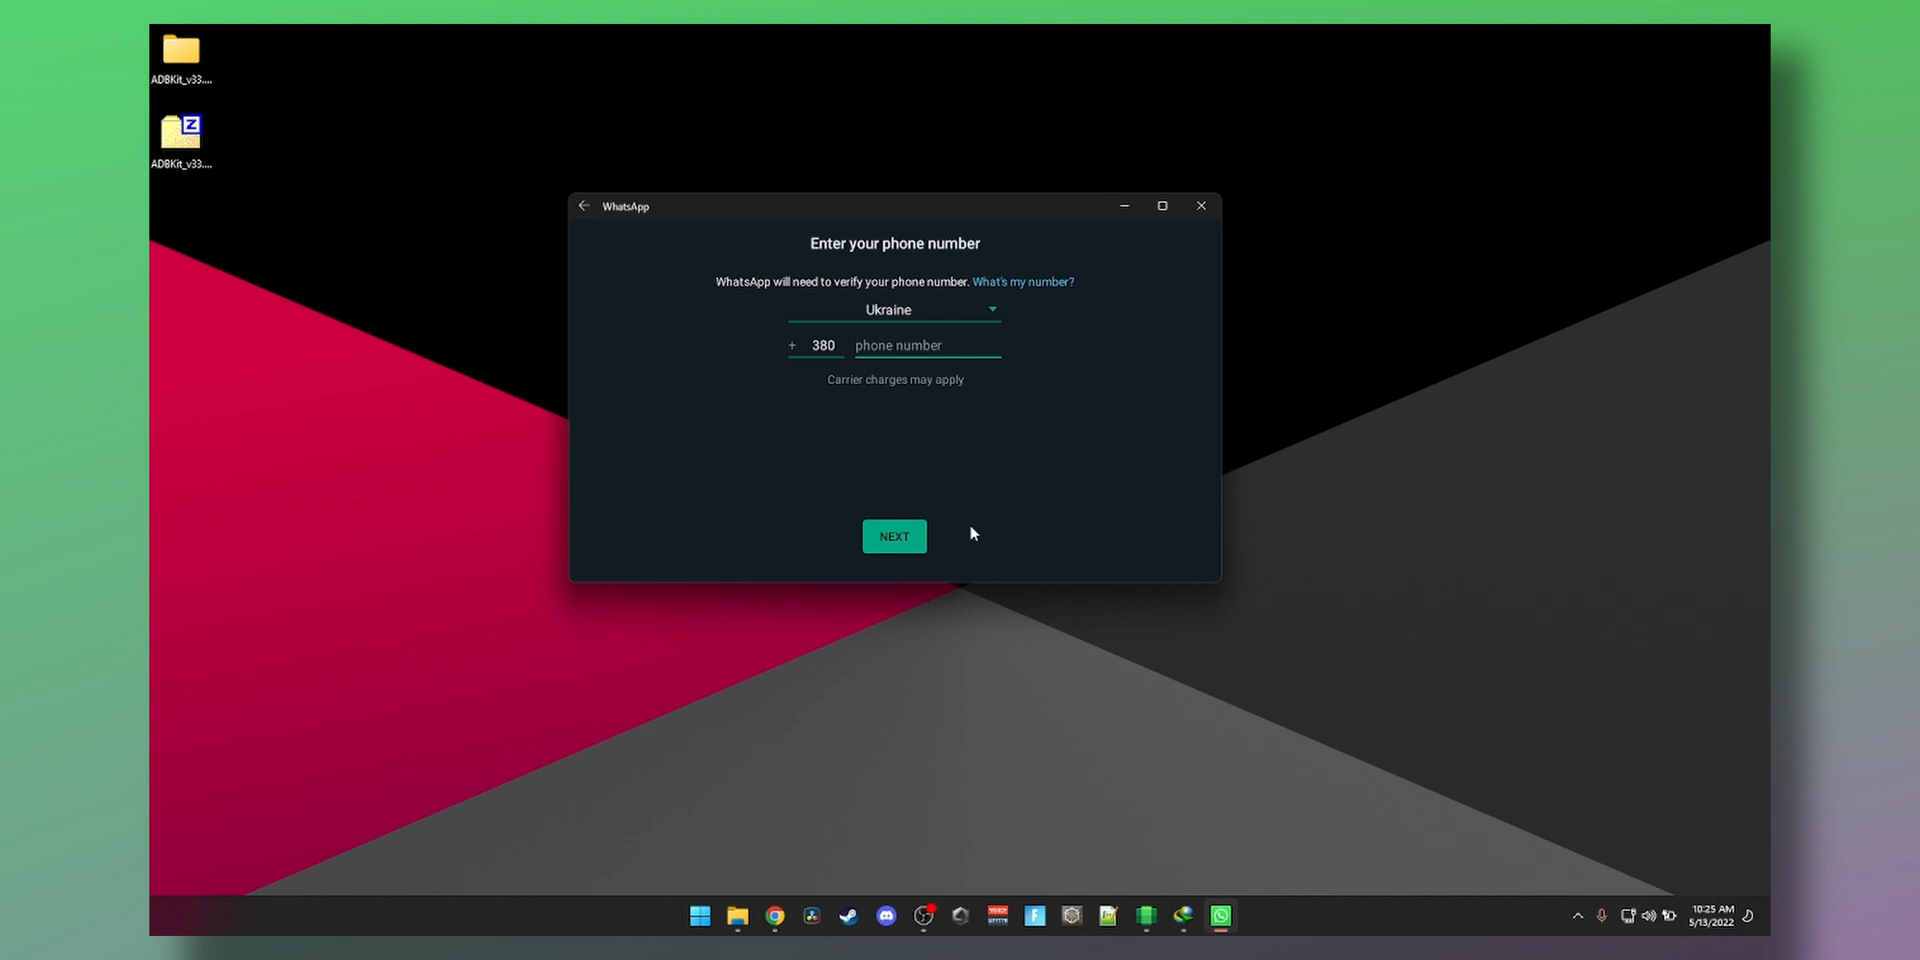 ADBKit_v33....
ADBKit_v33....
WhatsApp
Enter your phone number
WhatsApp will need to verify your phone number. What's my number?
Ukraine
+ 380 phone number
Carrier charges may apply
NEXT
10:25 AM
5/13/2022